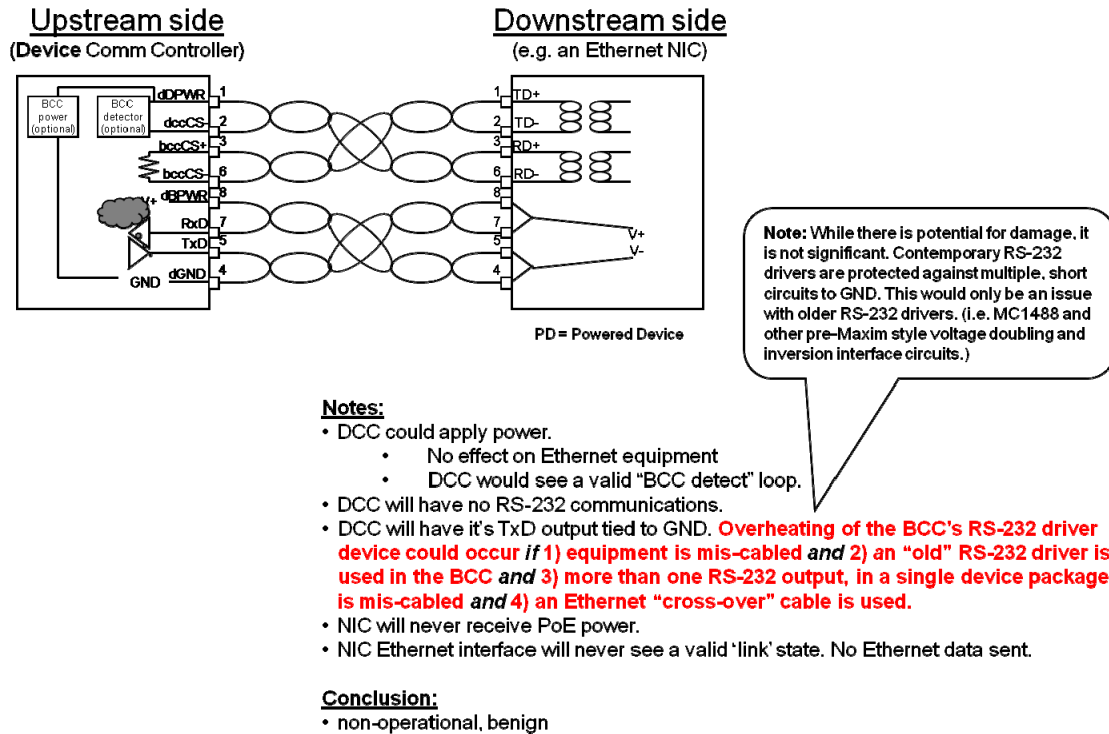 Upstream side
(Device Comm Controller)
Downstream side
(e.g. an Ethernet NIC)
BCC
power
(optional)
BCC
detector
(optional)
dDPWR
1
dccCS-
2
bccCS+
3
bccCS-
6
V+
dBPWR
8
RxD
7
TxD
5
GND
dGND
4
1
TD+
2
TD-
3
RD+
6
RD-
8
7
5
4
V+
V-
PD = Powered Device
Note: While there is potential for damage, it
is not significant. Contemporary RS-232
drivers are protected against multiple, short
circuits to GND. This would only be an issue
with older RS-232 drivers. (i.e. MC1488 and
other pre-Maxim style voltage doubling and
inversion interface circuits.)
Notes:
• DCC could apply power.
• No effect on Ethernet equipment
• DCC would see a valid “BCC detect” loop.
• DCC will have no RS-232 communications.
• DCC will have it's TxD output tied to GND. Overheating of the BCC's RS-232 driver
device could occur if 1) equipment is mis-cabled and 2) an “old” RS-232 driver is
used in the BCC and 3) more than one RS-232 output, in a single device package
is mis-cabled and 4) an Ethernet “cross-over” cable is used.
• NIC will never receive PoE power.
• NIC Ethernet interface will never see a valid ‘link’ state. No Ethernet data sent.
Conclusion:
• non-operational, benign